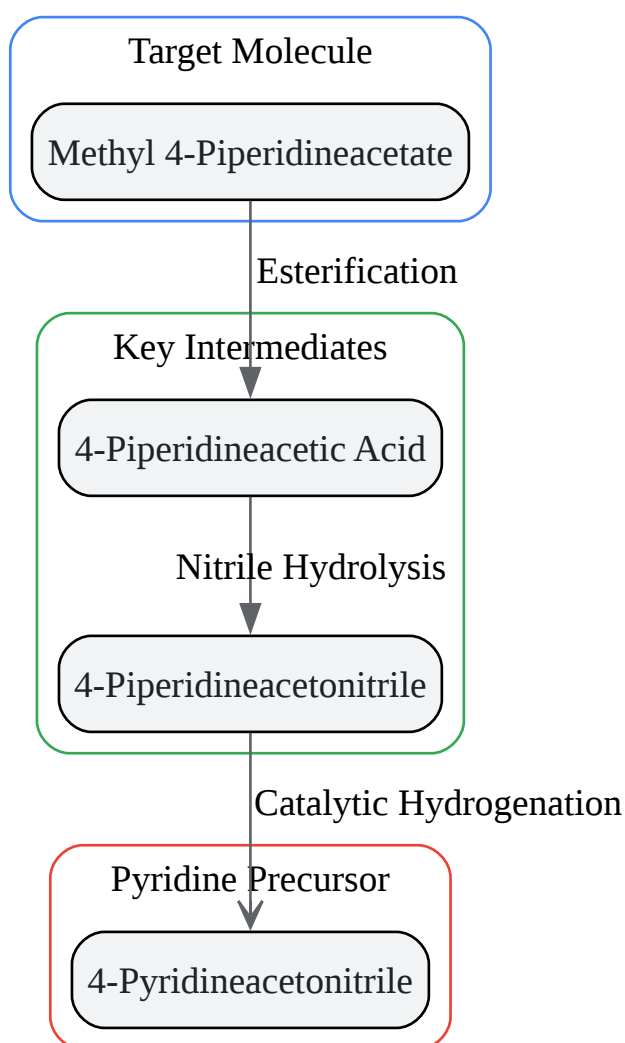 Target Molecule
Methyl 4-Piperidineacetate
Esterification
Key Intermediates
4-Piperidineacetic Acid
Nitrile Hydrolysis
4-Piperidineacetonitrile
Catalytic Hydrogenation
Pyridine Precursor
4-Pyridineacetonitrile